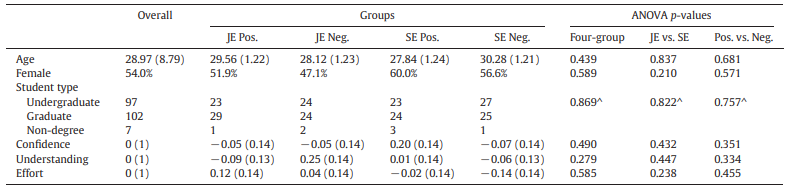 Overall Groups ANOVA p-values
JE Pos. JE Neg. SE Pos. SE Neg. Four-group JE vs. SE Pos. vs. Neg.
Age 28.97 (8.79) 29.56 (1.22) 28.12 (1.23) 27.84 (1.24) 30.28 (1.21) 0.439 0.837 0.681
Female 54.0% 51.9% 47.1% 60.0% 56.6% 0.589 0.210 0.571
Student type
Undergraduate 97 23 24 23 27 0.869^ 0.822^ 0.757^
Graduate 102 29 24 24 25
Non-degree 7 1 2 3 1
Confidence 0 (1) −0.05 (0.14) −0.05 (0.14) 0.20 (0.14) −0.07 (0.14) 0.490 0.432 0.351
Understanding 0 (1) −0.09 (0.13) 0.25 (0.14) 0.01 (0.14) −0.06 (0.13) 0.279 0.447 0.334
Effort 0 (1) 0.12 (0.14) 0.04 (0.14) −0.02 (0.14) −0.14 (0.14) 0.585 0.238 0.455